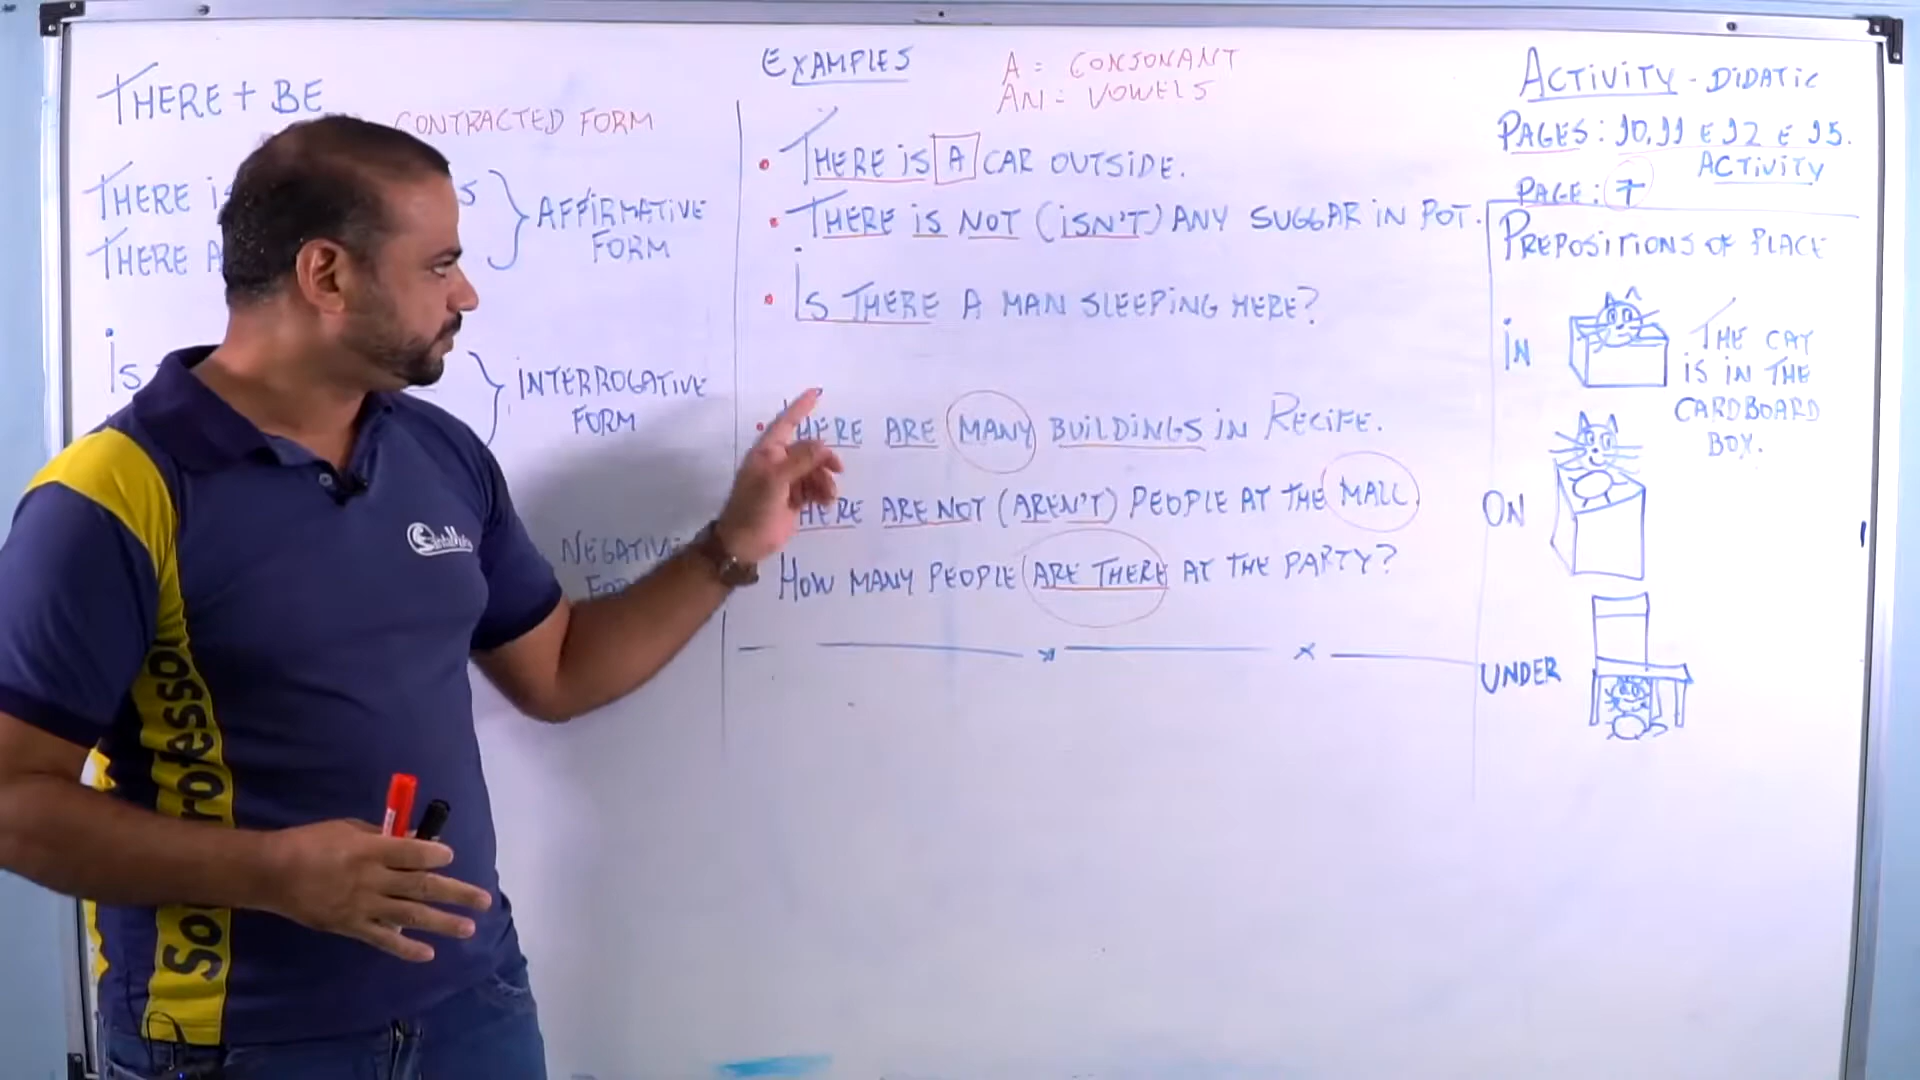 THERE + BE
CONTRACTED FORM
THERE
THERE
AFFIRMATIVE
FORM
IS
INTERROGATIVE
FORM
NEGATIVE
EXAMPLES
A = CONSONANT
AN = VOWELS
• THERE IS A CAR OUTSIDE.
• THERE IS NOT (ISN'T) ANY SUGGAR IN POT.
• IS THERE A MAN SLEEPING HERE?
• THERE ARE MANY BUILDINGS IN RECIFE.
HERE ARE NOT (AREN'T) PEOPLE AT THE MALL.
HOW MANY PEOPLE ARE THERE AT THE PARTY?
ACTIVITY - DIDATIC
PAGES: 10, 11 E 12 E 15.
ACTIVITY
PAGE: 7
PREPOSITIONS OF PLACE
IN
THE CAT
IS IN THE
CARDBOARD
BOX.
ON
UNDER